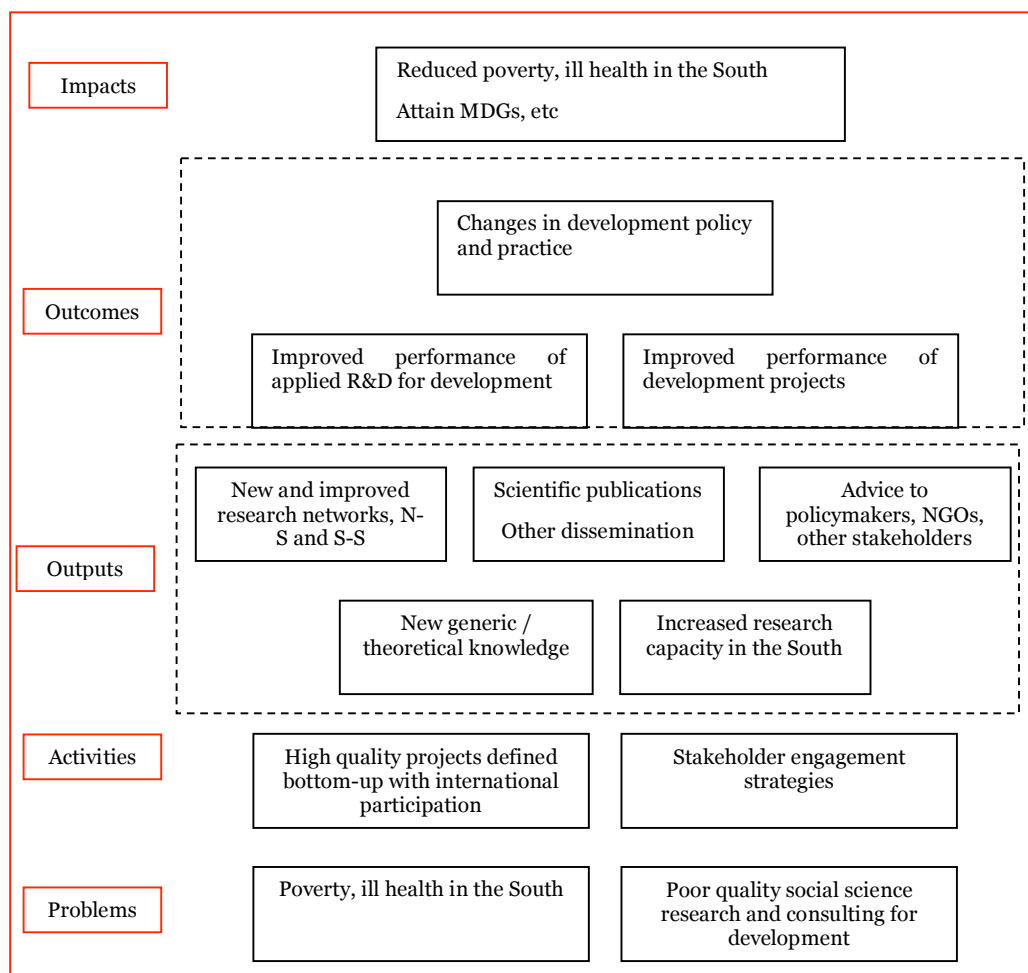 Impacts
Reduced poverty, ill health in the South
Attain MDGs, etc
Changes in development policy
and practice
Outcomes
Improved performance of
applied R&D for development
Improved performance of
development projects
New and improved
research networks, N-
S and S-S
Scientific publications
Other dissemination
Advice to
policymakers, NGOs,
other stakeholders
Outputs
New generic /
theoretical knowledge
Increased research
capacity in the South
Activities
High quality projects defined
bottom-up with international
participation
Stakeholder engagement
strategies
Problems
Poverty, ill health in the South
Poor quality social science
research and consulting for
development